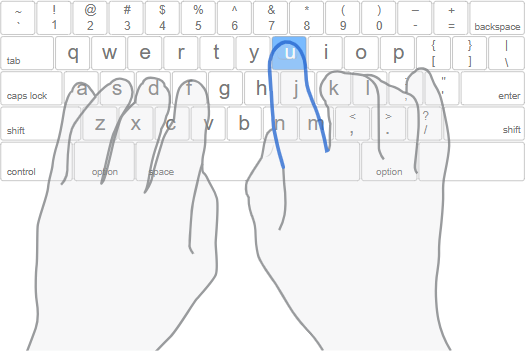 ~ ! @ # $ % ^ & * ( ) – +
` 1 2 3 4 5 6 7 8 9 0 - = backspace
tab q w e r t y u i o p { } |
[ ] \
caps lock a s d f g h j k l : " enter
; '
shift z x c v b n m < > ? shift
, . /
control option space option